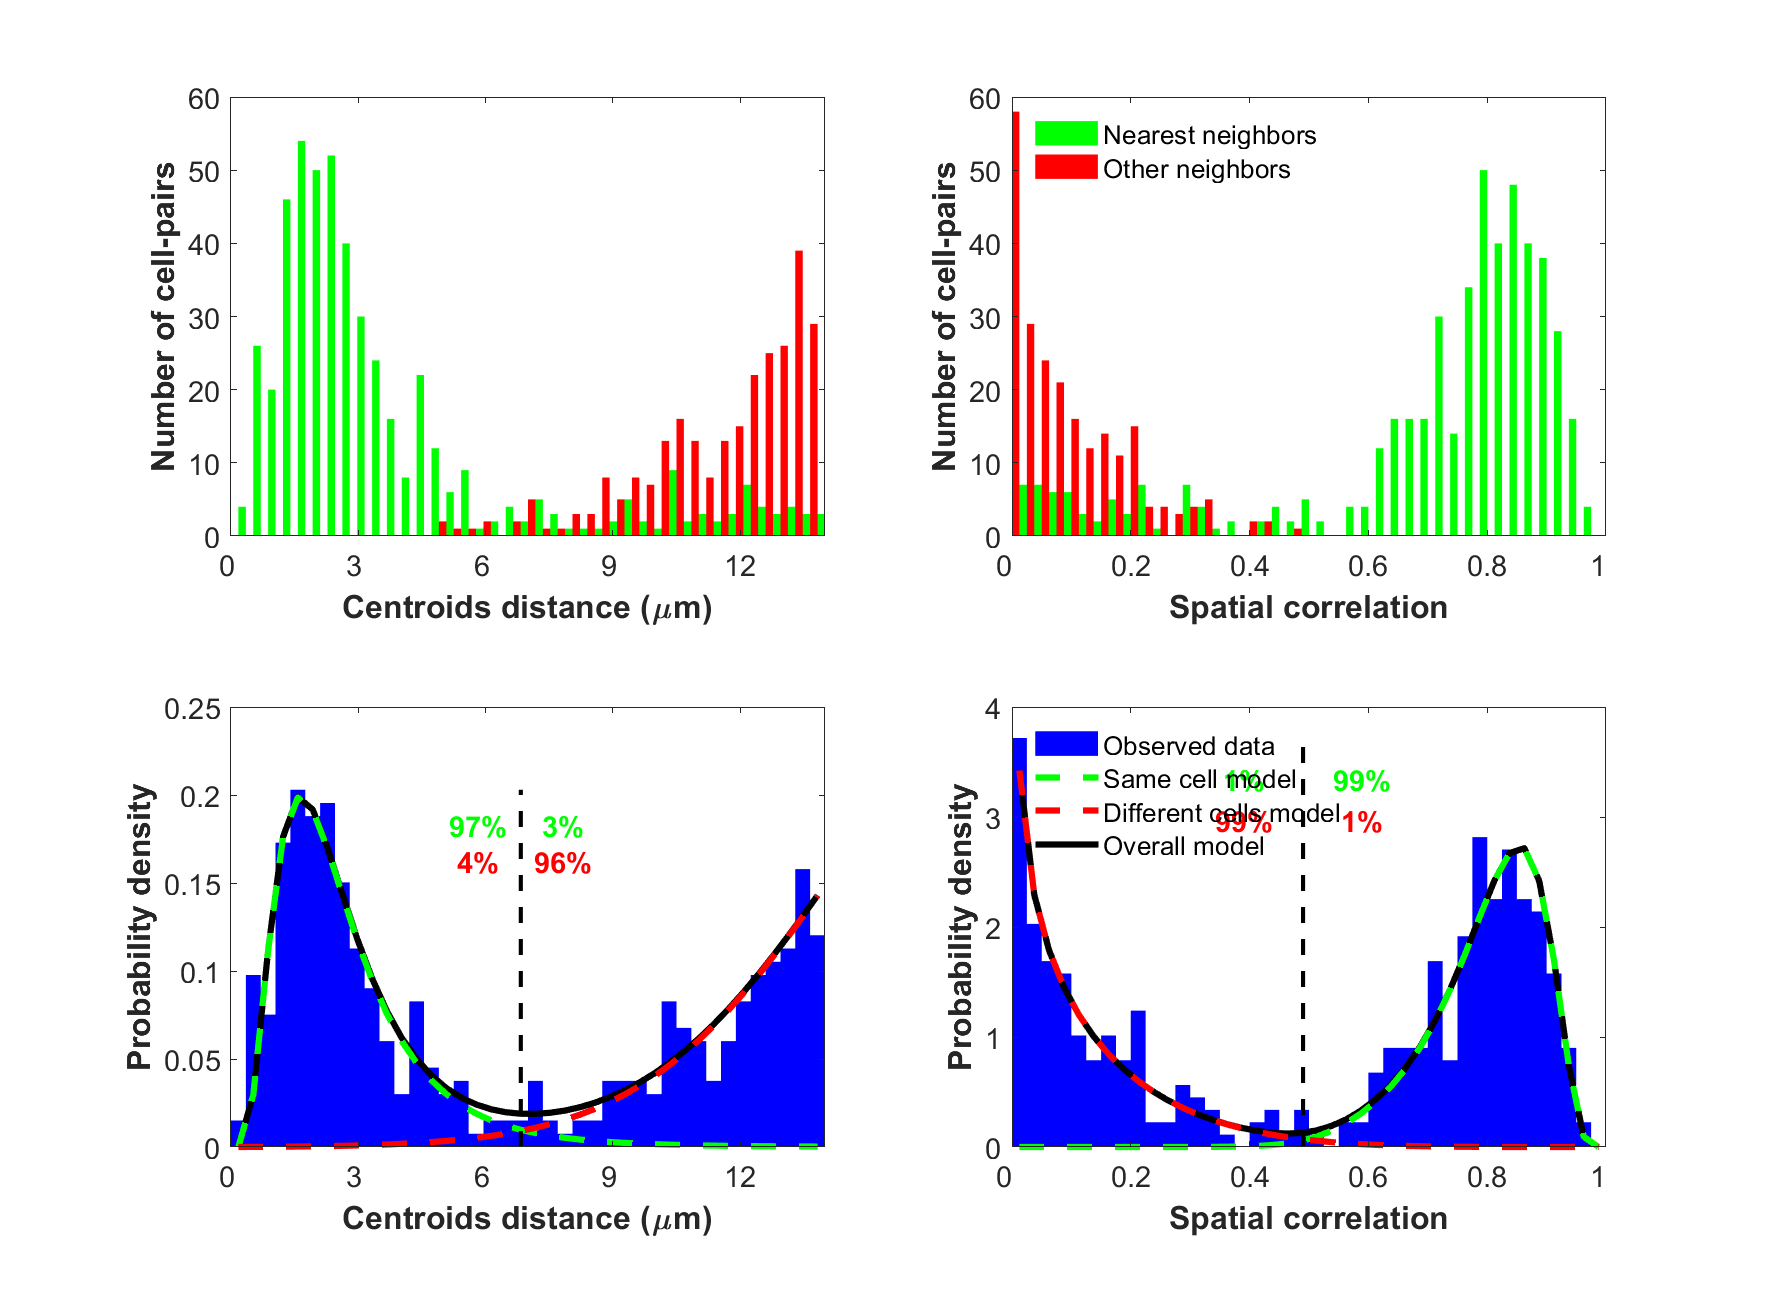 60
50
40
30
20
10
0
Number of cell-pairs
0 3 6 9 12
Centroids distance (μm)
60
50
40
30
20
10
0
Number of cell-pairs
Nearest neighbors
Other neighbors
0 0.2 0.4 0.6 0.8 1
Spatial correlation
0.25
0.2
0.15
0.1
0.05
0
Probability density
97% 3%
4% 96%
0 3 6 9 12
Centroids distance (μm)
4
3
2
1
0
Probability density
Observed data
Same cell model
Different cells model
Overall model
1% 99%
99% 1%
0 0.2 0.4 0.6 0.8 1
Spatial correlation